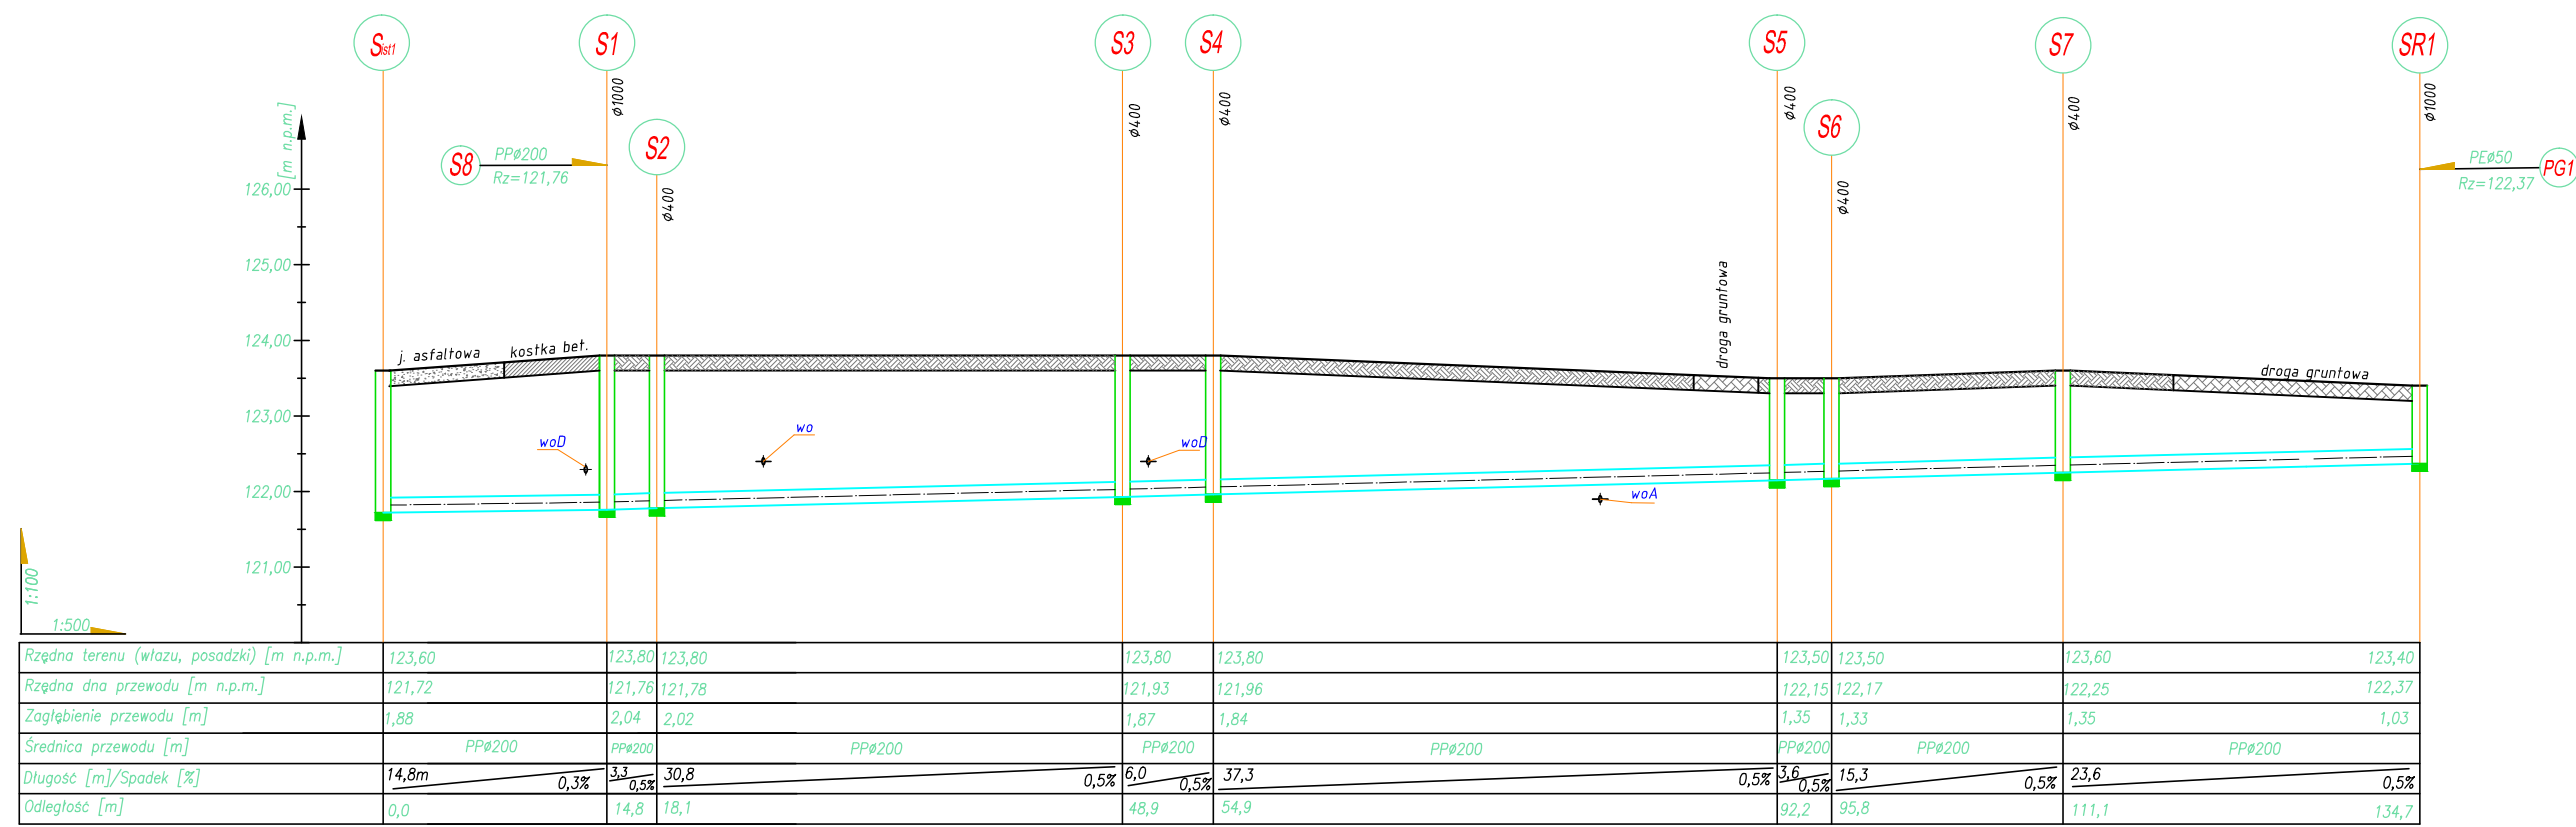 Sist1
S1
S3
S4
S5
S7
SR1
ø1000
ø400
ø400
ø400
ø400
ø1000
S2
S6
ø400
ø400
S8
PPø200
Rz=121,76
PEø50
Rz=122,37
PG1
[m n.p.m.]
126,00
125,00
124,00
123,00
122,00
121,00
j. asfaltowa
kostka bet.
droga gruntowa
droga gruntowa
woD
wo
woD
woA
1:100
1:500
Rzędna terenu (włazu, posadzki) [m n.p.m.] 123,60 123,80 123,80 123,80 123,80 123,50 123,50 123,60 123,40
Rzędna dna przewodu [m n.p.m.] 121,72 121,76 121,78 121,93 121,96 122,15 122,17 122,25 122,37
Zagłębienie przewodu [m] 1,88 2,04 2,02 1,87 1,84 1,35 1,33 1,35 1,03
Średnica przewodu [m] PPø200 PPø200 PPø200 PPø200 PPø200 PPø200 PPø200 PPø200
Długość [m]/Spadek [%] 14,8m 0,3% 3,3 0,5% 30,8 0,5% 6,0 0,5% 37,3 0,5% 3,6 0,5% 15,3 0,5% 23,6 0,5%
Odległość [m] 0,0 14,8 18,1 48,9 54,9 92,2 95,8 111,1 134,7